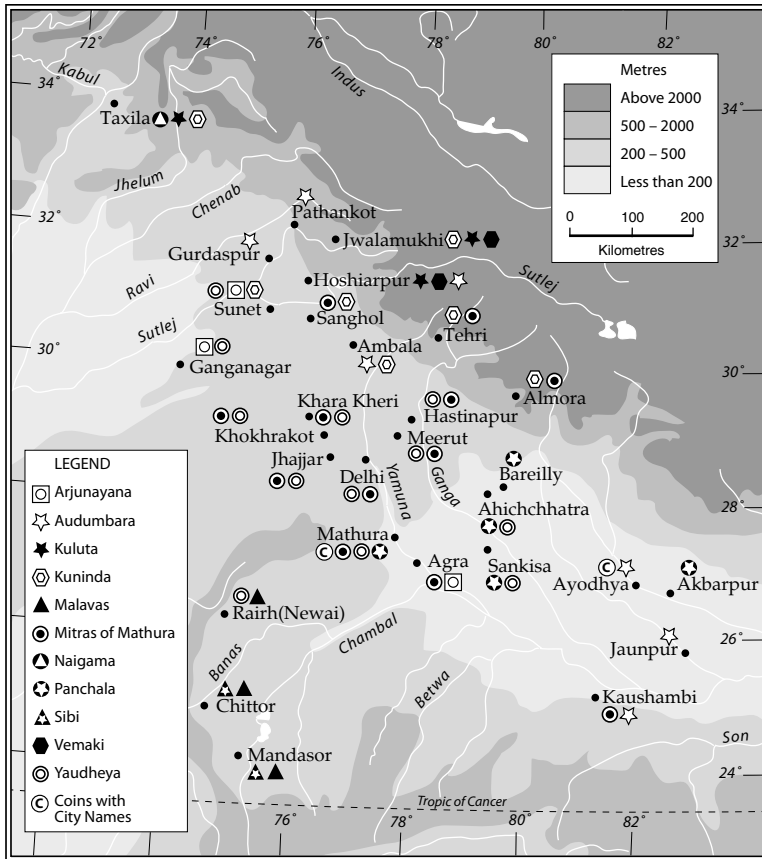 72° 74° 76° 78° 80° 82°
Kabul
34°
Indus
Metres
Above 2000
500 – 2000
200 – 500
Less than 200
0 100 200
Kilometres
34°
Taxila
Jhelum
Chenab
32°
Pathankot
Jwalamukhi
32°
Gurdaspur
Ravi
Hoshiarpur
Sutlej
Sunet
Sanghol
Sutlej
Tehri
30°
Ambala
Ganganagar
30°
Almora
Khara Kheri
Hastinapur
Khokhrakot
Meerut
Jhajjar
Delhi
Yamuna
Ganga
Bareilly
28°
Ahichchhatra
Mathura
Agra
Sankisa
Ayodhya
Akbarpur
Rairh(Newai)
Chambal
26°
Jaunpur
Banas
Betwa
Chittor
Kaushambi
Son
Mandasor
24°
Tropic of Cancer
LEGEND
Arjunayana
Audumbara
Kuluta
Kuninda
Malavas
Mitras of Mathura
Naigama
Panchala
Sibi
Vemaki
Yaudheya
C Coins with
City Names
C
C
76° 78° 80° 82°